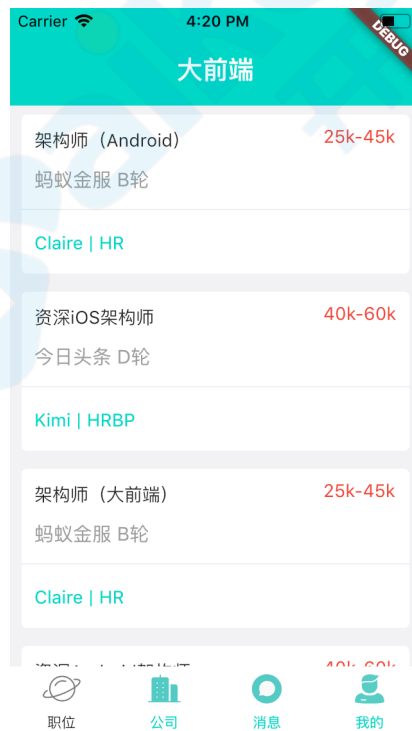 Carrier 4:20 PM
DEBUG
大前端
架构师（Android） 25k-45k
蚂蚁金服 B轮
Claire | HR
资深iOS架构师 40k-60k
今日头条 D轮
Kimi | HRBP
架构师（大前端） 25k-45k
蚂蚁金服 B轮
Claire | HR
职位 公司 消息 我的